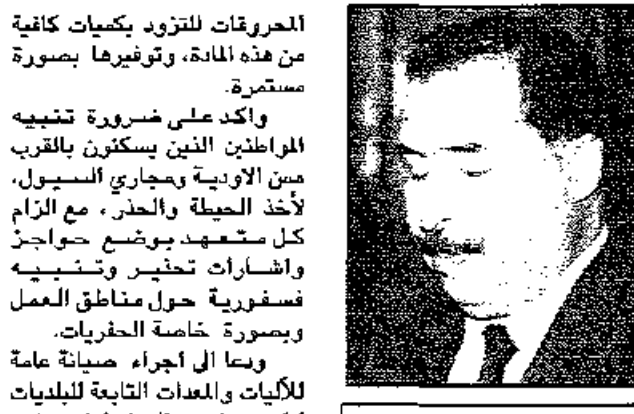 المحروقات للتزود بكميات كافية
من هذه المادة، وتوفيرها بصورة
مستمرة.
واكد على ضرورة تنبيه
المواطنين الذين يسكنون بالقرب
من الاودية ومجاري السيول،
لأخذ الحيطة والحذر، مع الزام
كل متعهد بوضع حواجز
واشارات تحذير وتنبيه
فسفورية حول مناطق العمل
وبصورة خاصة الحفريات.
ودعا الى اجراء صيانة عامة
للآليات والمعدات التابعة للبلديات